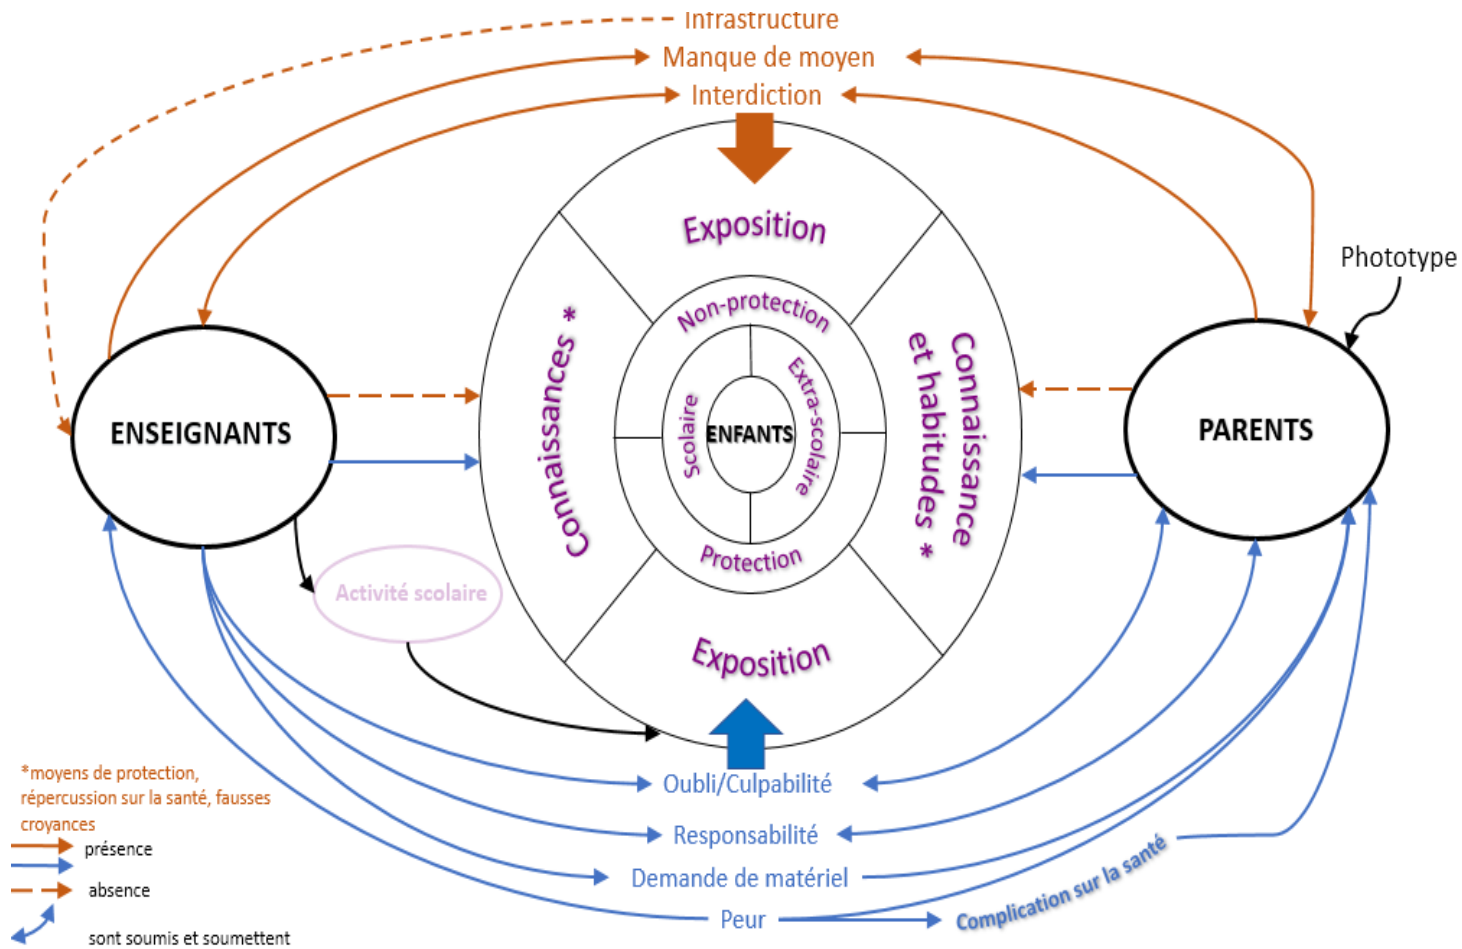 Infrastructure
Manque de moyen
Interdiction
Exposition
Phototype
Non-protection
Connaissances *
Connaissance
et habitudes *
Scolaire
Extra-scolaire
ENSEIGNANTS
ENFANTS
PARENTS
Protection
Activité scolaire
Exposition
Oubli/Culpabilité
Responsabilité
Demande de matériel
Peur
Complication sur la santé
*moyens de protection,
répercussion sur la santé, fausses
croyances
présence
absence
sont soumis et soumettent